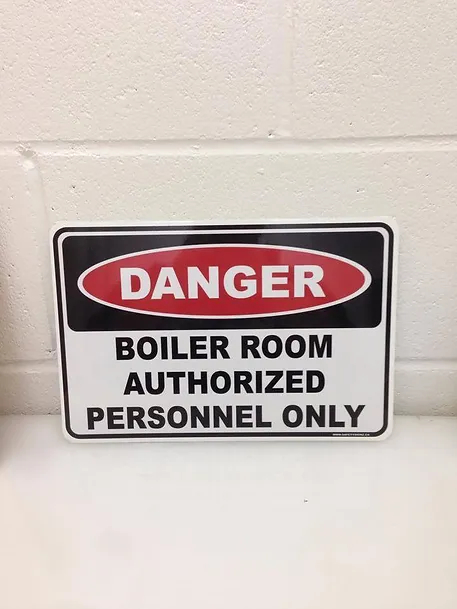 DANGER
BOILER ROOM
AUTHORIZED
PERSONNEL ONLY